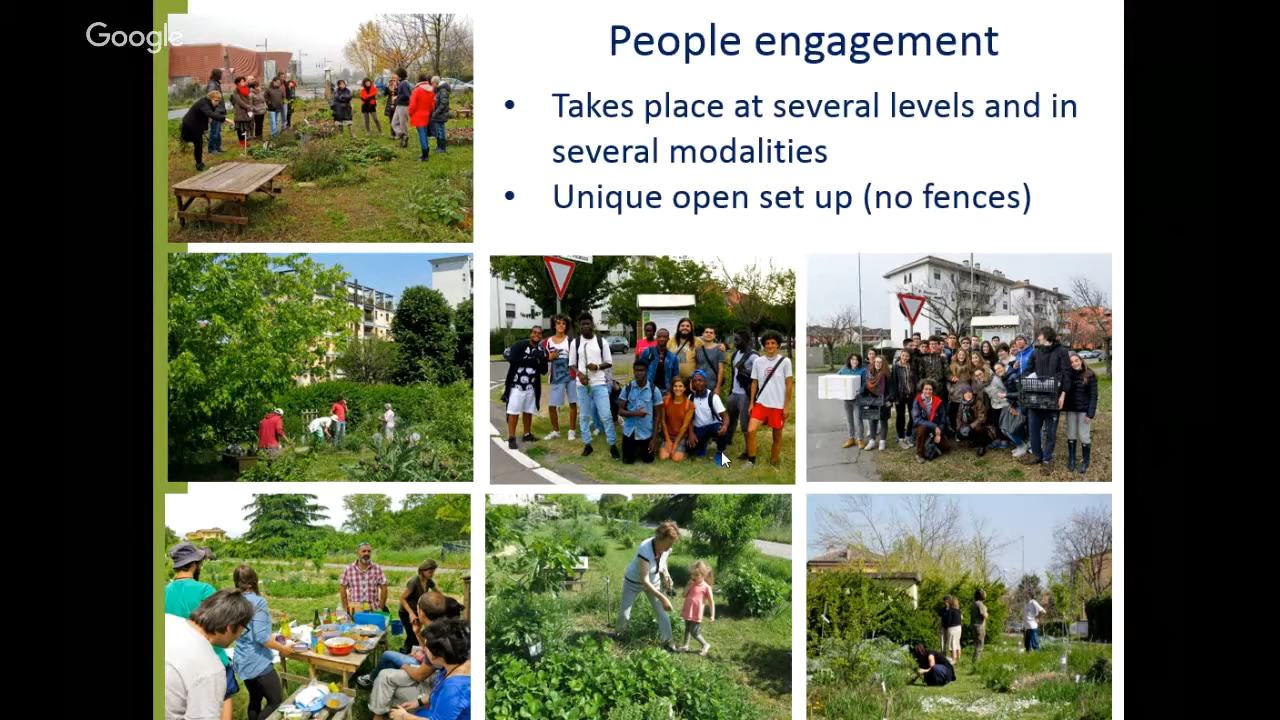 Google
People engagement
• Takes place at several levels and in
several modalities
• Unique open set up (no fences)